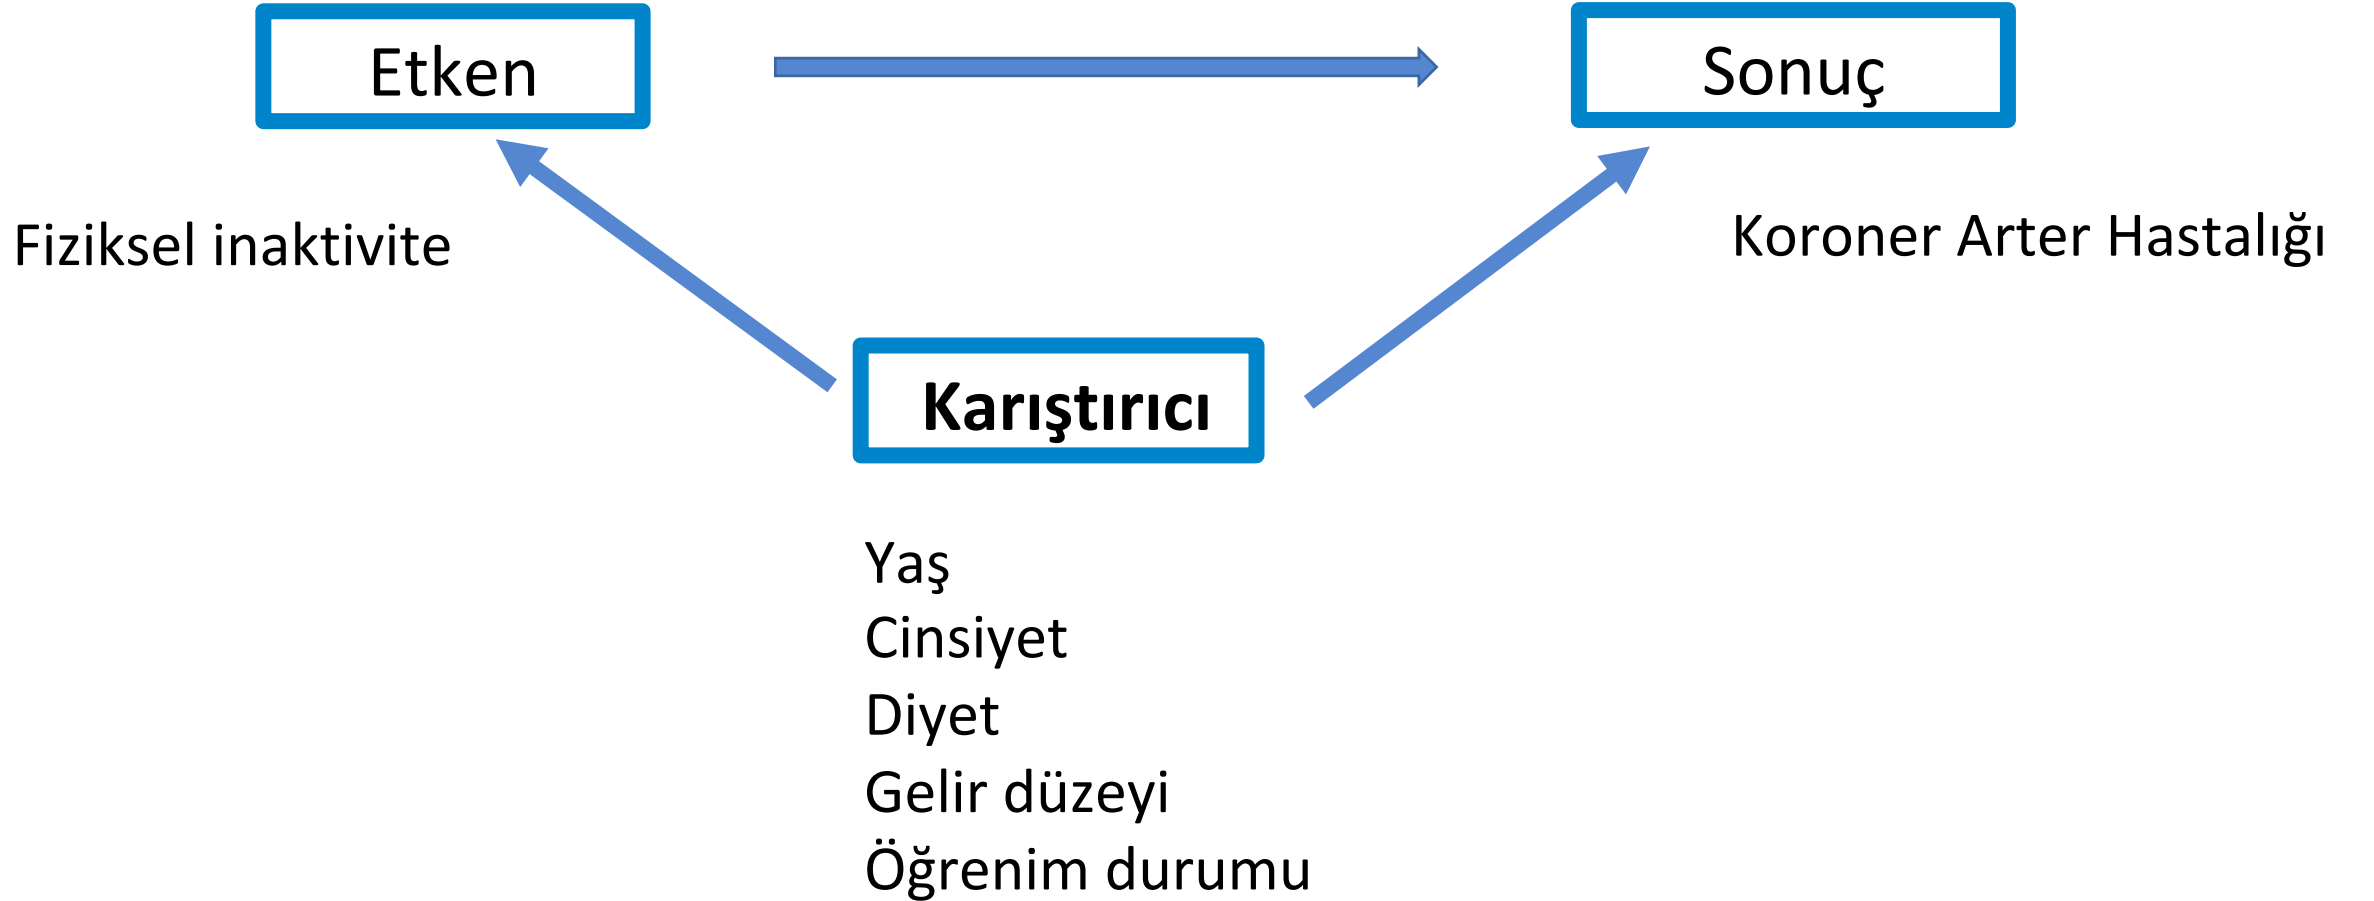 Etken
Sonuç
Fiziksel inaktivite
Koroner Arter Hastalığı
Karıştırıcı
Yaş
Cinsiyet
Diyet
Gelir düzeyi
Öğrenim durumu